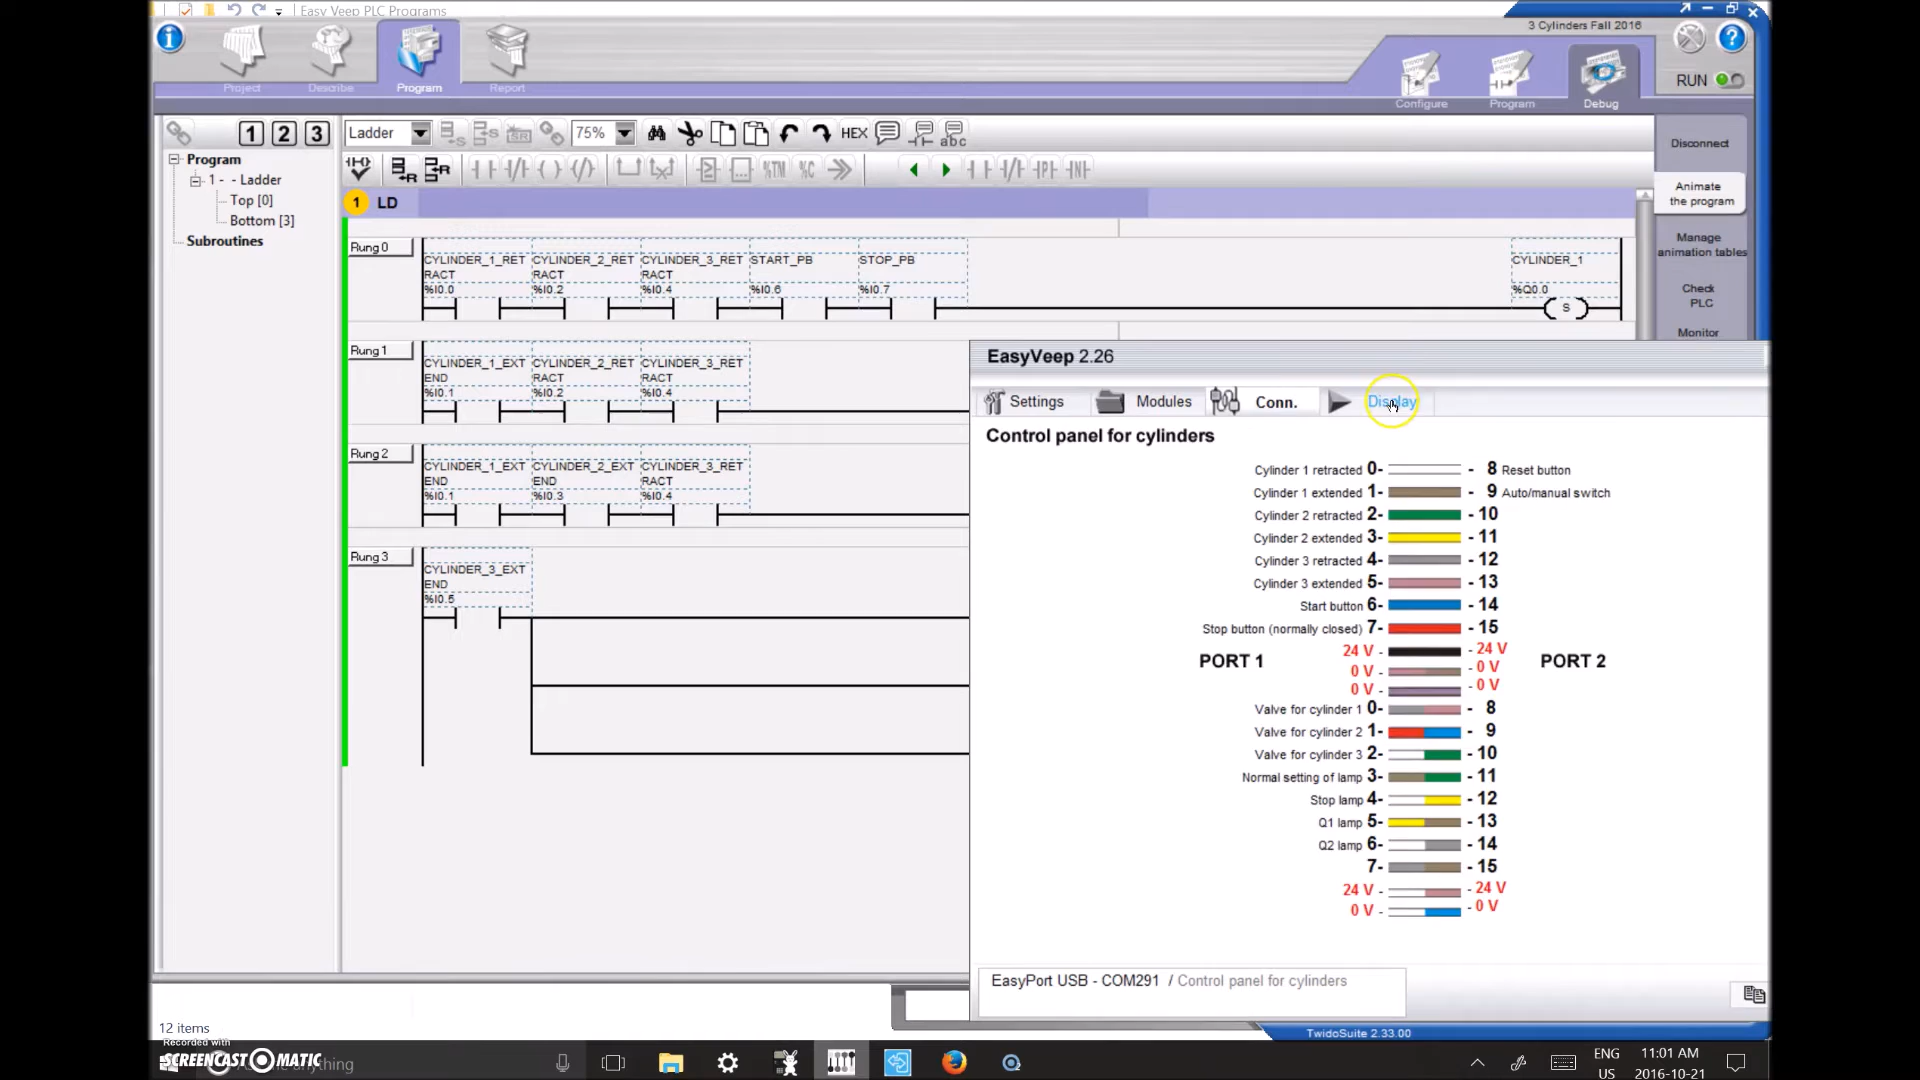 Easy Veep PLC Programs
3 Cylinders Fall 2016
Project
Describe
Program
Report
Configure
Program
Debug
RUN
1 2 3
Ladder
75%
HEX
abc
%TM
%C
Disconnect
Program
1 - - Ladder
Top [0]
Bottom [3]
Subroutines
1 LD
Animate
the program
Manage
animation tables
Check
PLC
Monitor
Rung 0
CYLINDER_1_RET
RACT
%I0.0
CYLINDER_2_RET
RACT
%I0.2
CYLINDER_3_RET
RACT
%I0.4
START_PB
%I0.6
STOP_PB
%I0.7
CYLINDER_1
%Q0.0
S
Rung 1
CYLINDER_1_EXT
END
%I0.1
CYLINDER_2_RET
RACT
%I0.2
CYLINDER_3_RET
RACT
%I0.4
Rung 2
CYLINDER_1_EXT
END
%I0.1
CYLINDER_2_EXT
END
%I0.3
CYLINDER_3_RET
RACT
%I0.4
Rung 3
CYLINDER_3_EXT
END
%I0.5
EasyVeep 2.26
Settings
Modules
Conn.
Display
Control panel for cylinders
Cylinder 1 retracted 0- - 8 Reset button
Cylinder 1 extended 1- - 9 Auto/manual switch
Cylinder 2 retracted 2- - 10
Cylinder 2 extended 3- - 11
Cylinder 3 retracted 4- - 12
Cylinder 3 extended 5- - 13
Start button 6- - 14
Stop button (normally closed) 7- - 15
24 V - - 24 V
PORT 1 0 V - - 0 V PORT 2
0 V - - 0 V
Valve for cylinder 1 0- - 8
Valve for cylinder 2 1- - 9
Valve for cylinder 3 2- - 10
Normal setting of lamp 3- - 11
Stop lamp 4- - 12
Q1 lamp 5- - 13
Q2 lamp 6- - 14
7- - 15
24 V - - 24 V
0 V - - 0 V
EasyPort USB - COM291 / Control panel for cylinders
12 items
TwidoSuite 2.33.00
Recorded with
SCREENCAST-O-MATIC
anything
ENG
US
11:01 AM
2016-10-21